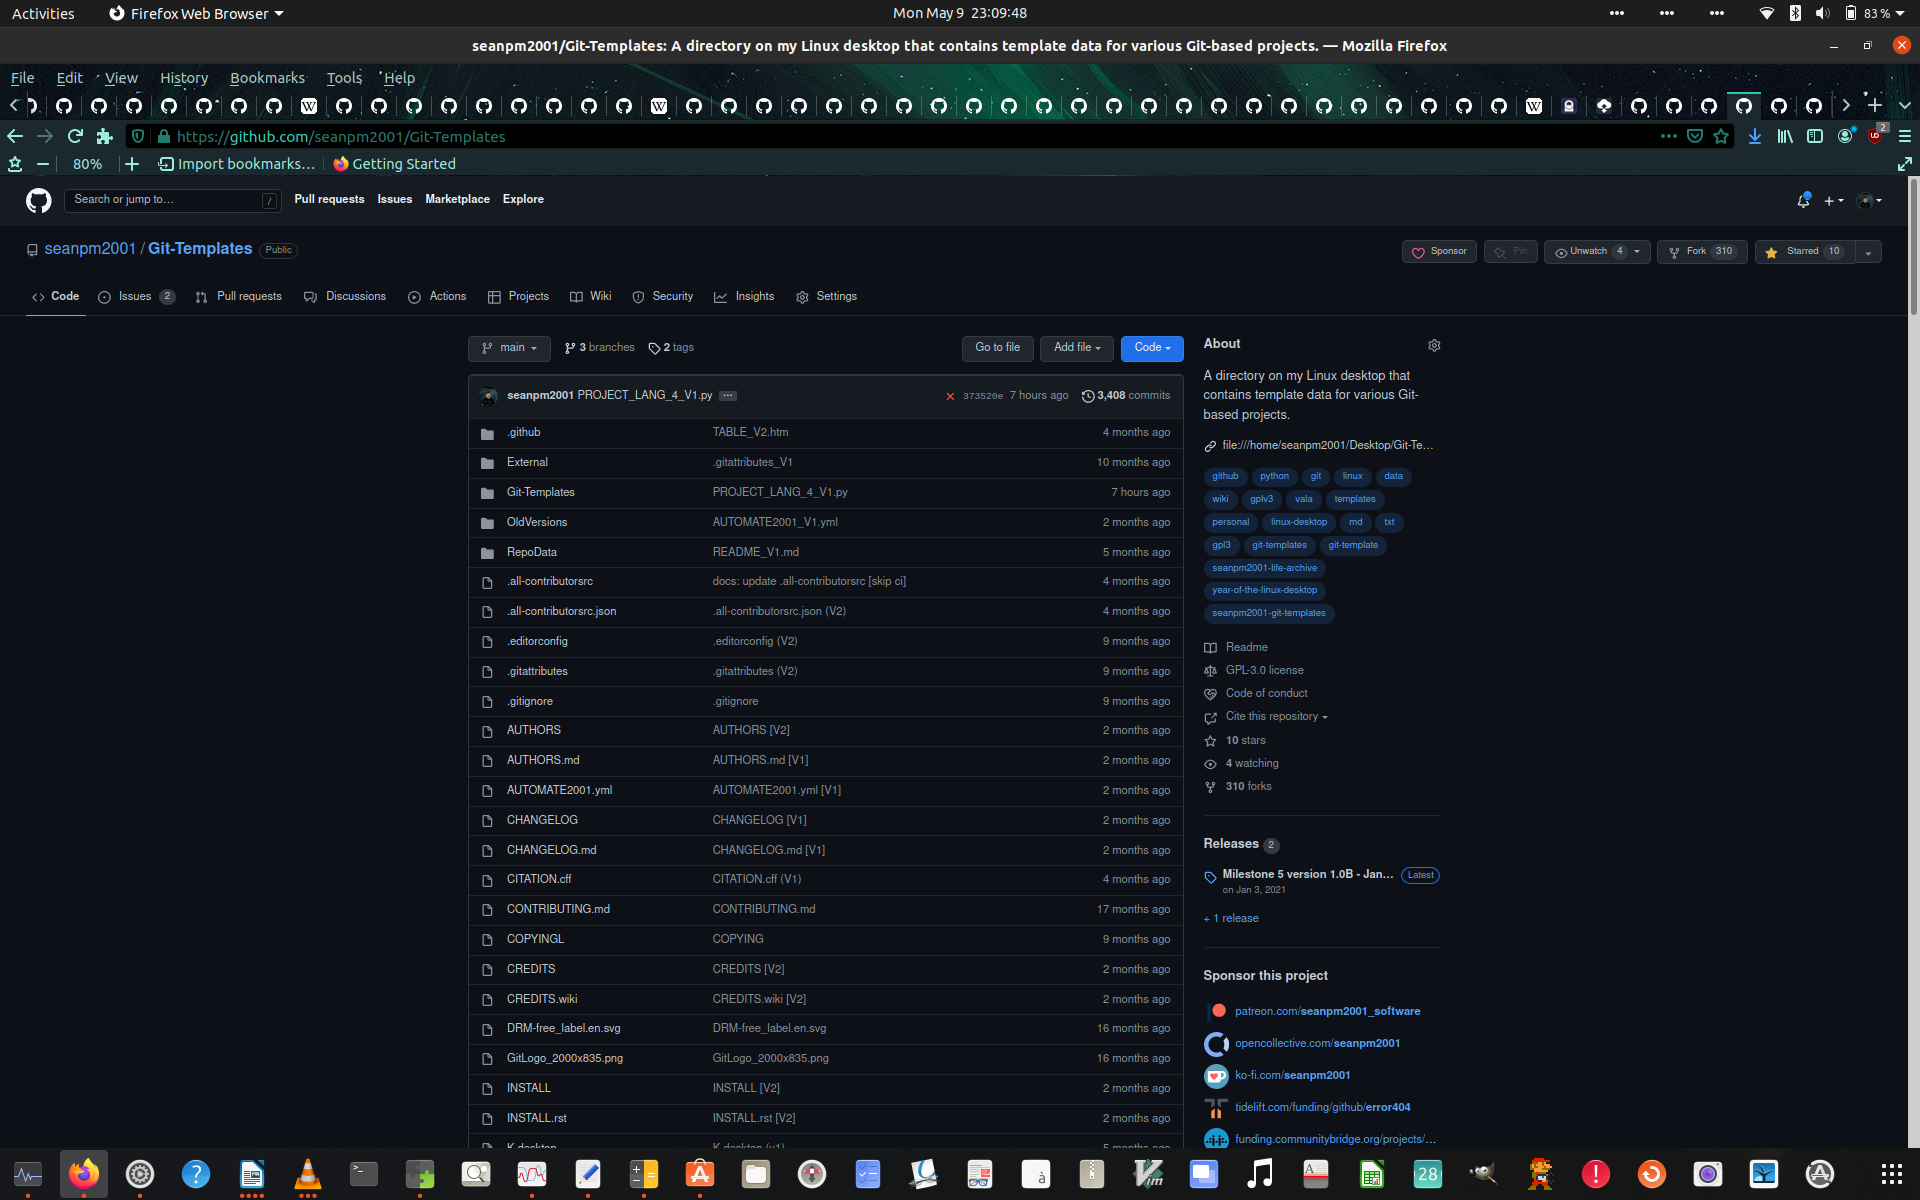 Activities Firefox Web Browser Mon May 9 23:09:48 83 %
seanpm2001/Git-Templates: A directory on my Linux desktop that contains template data for various Git-based projects. — Mozilla Firefox
File Edit View History Bookmarks Tools Help
https://github.com/seanpm2001/Git-Templates 2
80% Import bookmarks… Getting Started
Search or jump to… / Pull requests Issues Marketplace Explore
seanpm2001 / Git-Templates Public Sponsor Pin Unwatch 4 Fork 310 Starred 10
Code Issues 2 Pull requests Discussions Actions Projects Wiki Security Insights Settings
main 3 branches 2 tags Go to file Add file Code
seanpm2001 PROJECT_LANG_4_V1.py 373520e 7 hours ago 3,408 commits
.github TABLE_V2.htm 4 months ago
External .gitattributes_V1 10 months ago
Git-Templates PROJECT_LANG_4_V1.py 7 hours ago
OldVersions AUTOMATE2001_V1.yml 2 months ago
RepoData README_V1.md 5 months ago
.all-contributorsrc docs: update .all-contributorsrc [skip ci] 4 months ago
.all-contributorsrc.json .all-contributorsrc.json (V2) 4 months ago
.editorconfig .editorconfig (V2) 9 months ago
.gitattributes .gitattributes (V2) 9 months ago
.gitignore .gitignore 9 months ago
AUTHORS AUTHORS [V2] 2 months ago
AUTHORS.md AUTHORS.md [V1] 2 months ago
AUTOMATE2001.yml AUTOMATE2001.yml [V1] 2 months ago
CHANGELOG CHANGELOG [V1] 2 months ago
CHANGELOG.md CHANGELOG.md [V1] 2 months ago
CITATION.cff CITATION.cff (V1) 4 months ago
CONTRIBUTING.md CONTRIBUTING.md 17 months ago
COPYINGL COPYING 9 months ago
CREDITS CREDITS [V2] 2 months ago
CREDITS.wiki CREDITS.wiki [V2] 2 months ago
DRM-free_label.en.svg DRM-free_label.en.svg 16 months ago
GitLogo_2000x835.png GitLogo_2000x835.png 16 months ago
INSTALL INSTALL [V2] 2 months ago
INSTALL.rst INSTALL.rst [V2] 2 months ago
About
A directory on my Linux desktop that
contains template data for various Git-
based projects.
file:///home/seanpm2001/Desktop/Git-Te…
github python git linux data
wiki gplv3 vala templates
personal linux-desktop md txt
gpl3 git-templates git-template
seanpm2001-life-archive
year-of-the-linux-desktop
seanpm2001-git-templates
Readme
GPL-3.0 license
Code of conduct
Cite this repository
10 stars
4 watching
310 forks
Releases 2
Milestone 5 version 1.0B - Jan… Latest
on Jan 3, 2021
+ 1 release
Sponsor this project
patreon.com/seanpm2001_software
opencollective.com/seanpm2001
ko-fi.com/seanpm2001
tidelift.com/funding/github/error404
funding.communitybridge.org/projects/…
28